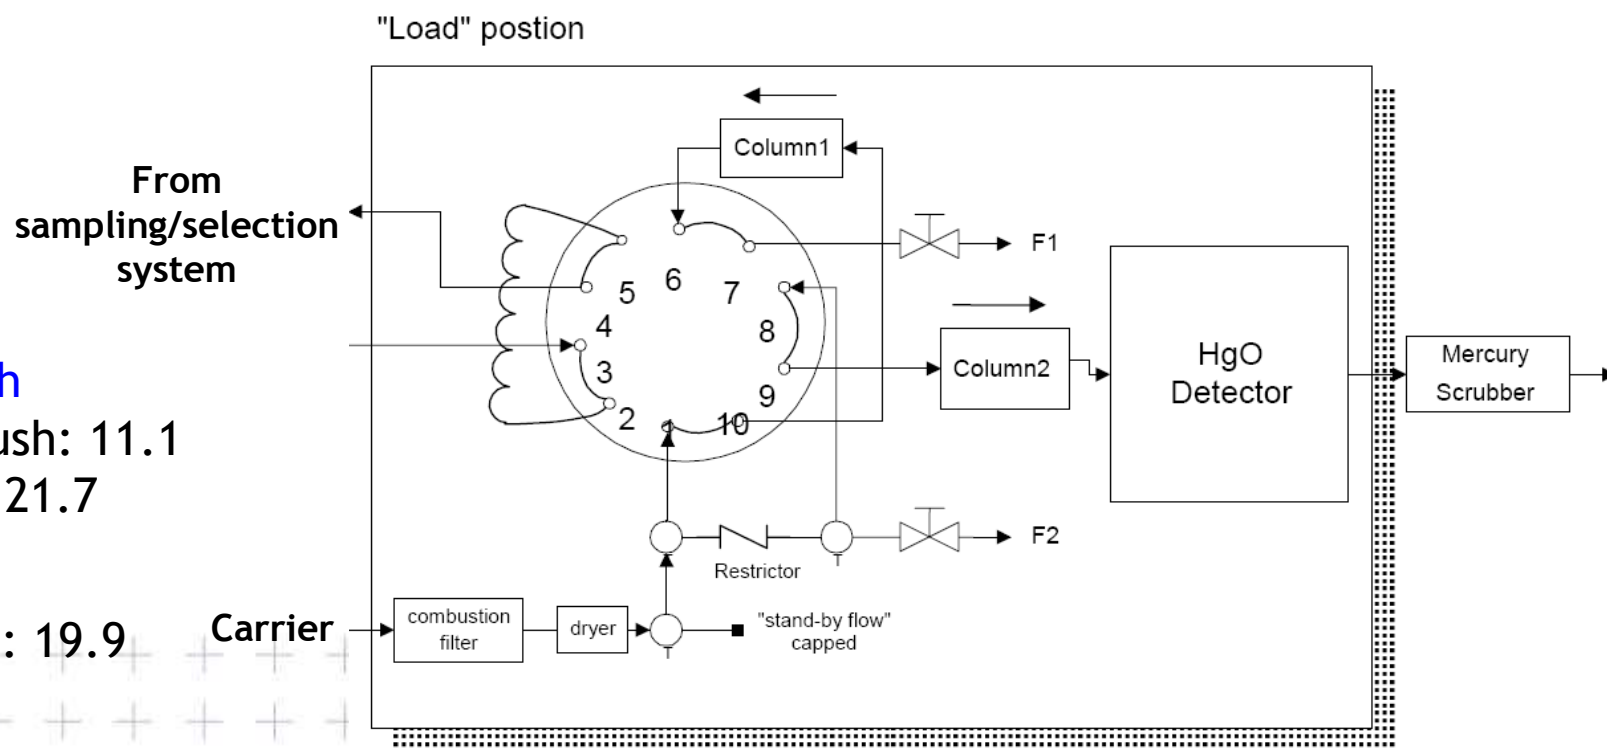 "Load" postion
Column1
From
sampling/selection
system
F1
5
6
7
4
8
3
9
2
1
10
Column2
HgO
Detector
Mercury
Scrubber
h
ush: 11.1
21.7
: 19.9
F2
Restrictor
T
T
T
Carrier
combustion
filter
dryer
"stand-by flow"
capped